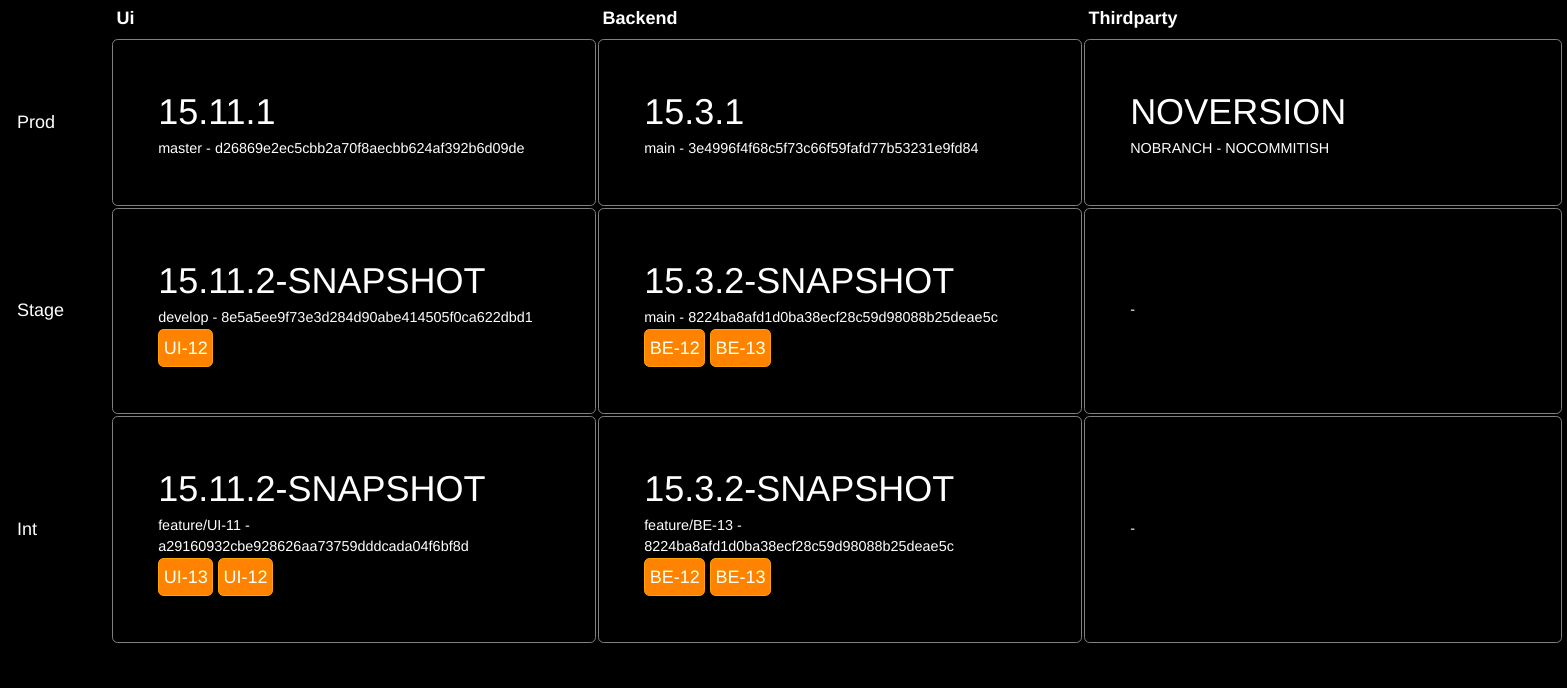 Ui Backend Thirdparty
Prod
15.11.1
master - d26869e2ec5cbb2a70f8aecbb624af392b6d09de
15.3.1
main - 3e4996f4f68c5f73c66f59fafd77b53231e9fd84
NOVERSION
NOBRANCH - NOCOMMITISH
Stage
15.11.2-SNAPSHOT
develop - 8e5a5ee9f73e3d284d90abe414505f0ca622dbd1
UI-12
15.3.2-SNAPSHOT
main - 8224ba8afd1d0ba38ecf28c59d98088b25deae5c
BE-12 BE-13
-
Int
15.11.2-SNAPSHOT
feature/UI-11 -
a29160932cbe928626aa73759dddcada04f6bf8d
UI-13 UI-12
15.3.2-SNAPSHOT
feature/BE-13 -
8224ba8afd1d0ba38ecf28c59d98088b25deae5c
BE-12 BE-13
-